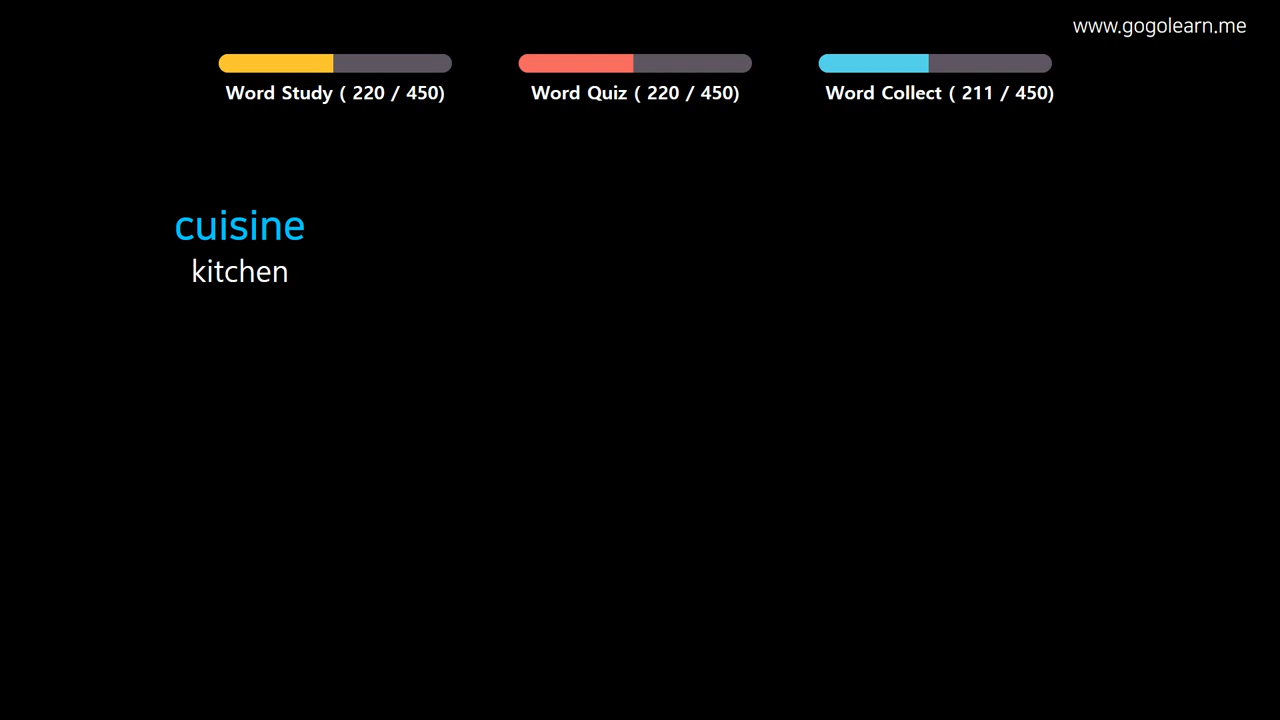 www.gogolearn.me
Word Study ( 220 / 450)
Word Quiz ( 220 / 450)
Word Collect ( 211 / 450)
cuisine
kitchen